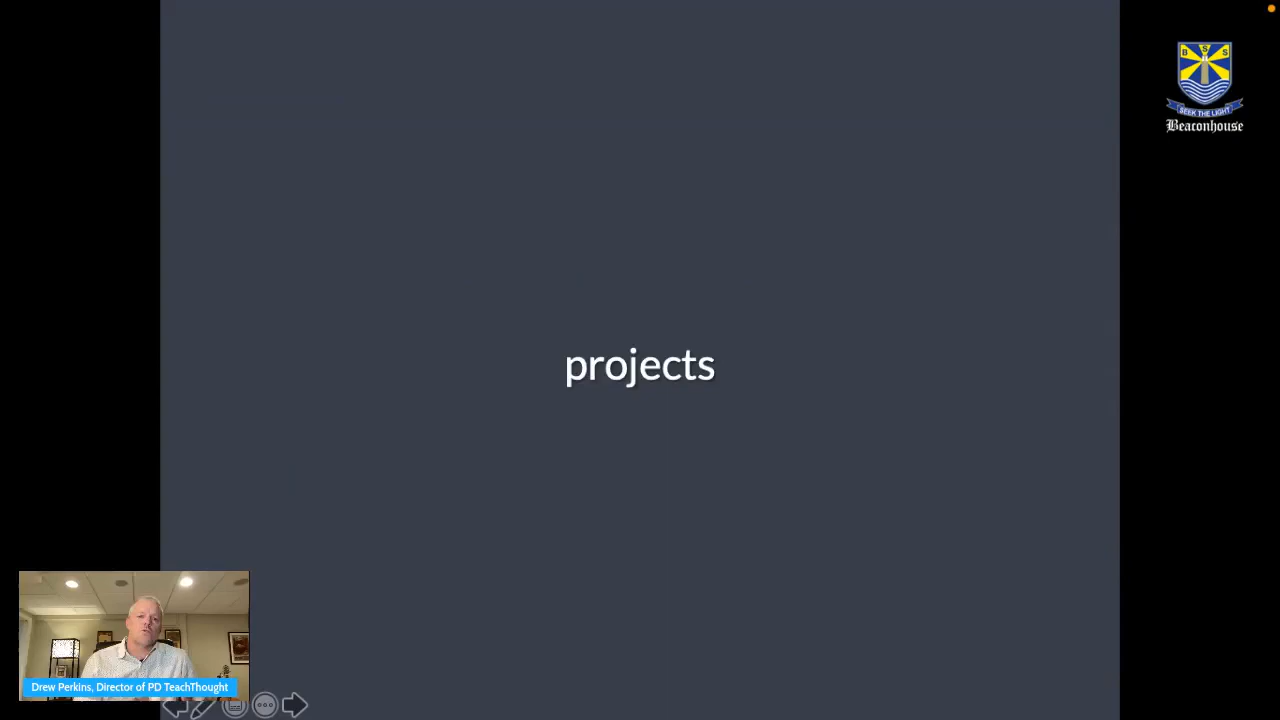 B S S
SEEK THE LIGHT
Beaconhouse
projects
Drew Perkins, Director of PD TeachThought